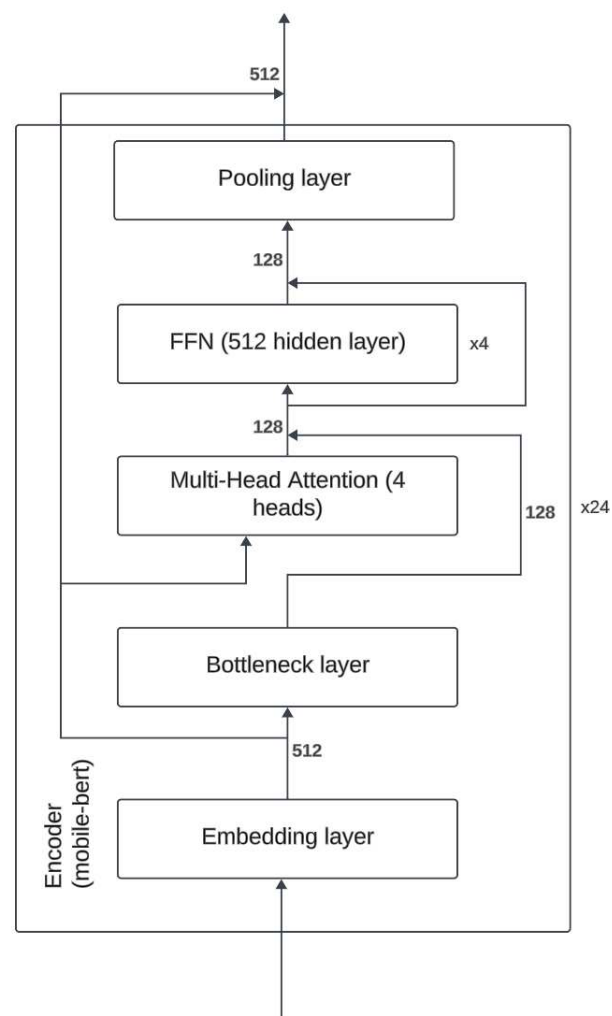 512
Pooling layer
128
FFN (512 hidden layer)
x4
128
Multi-Head Attention (4
heads)
128
x24
Bottleneck layer
512
Encoder
(mobile-bert)
Embedding layer